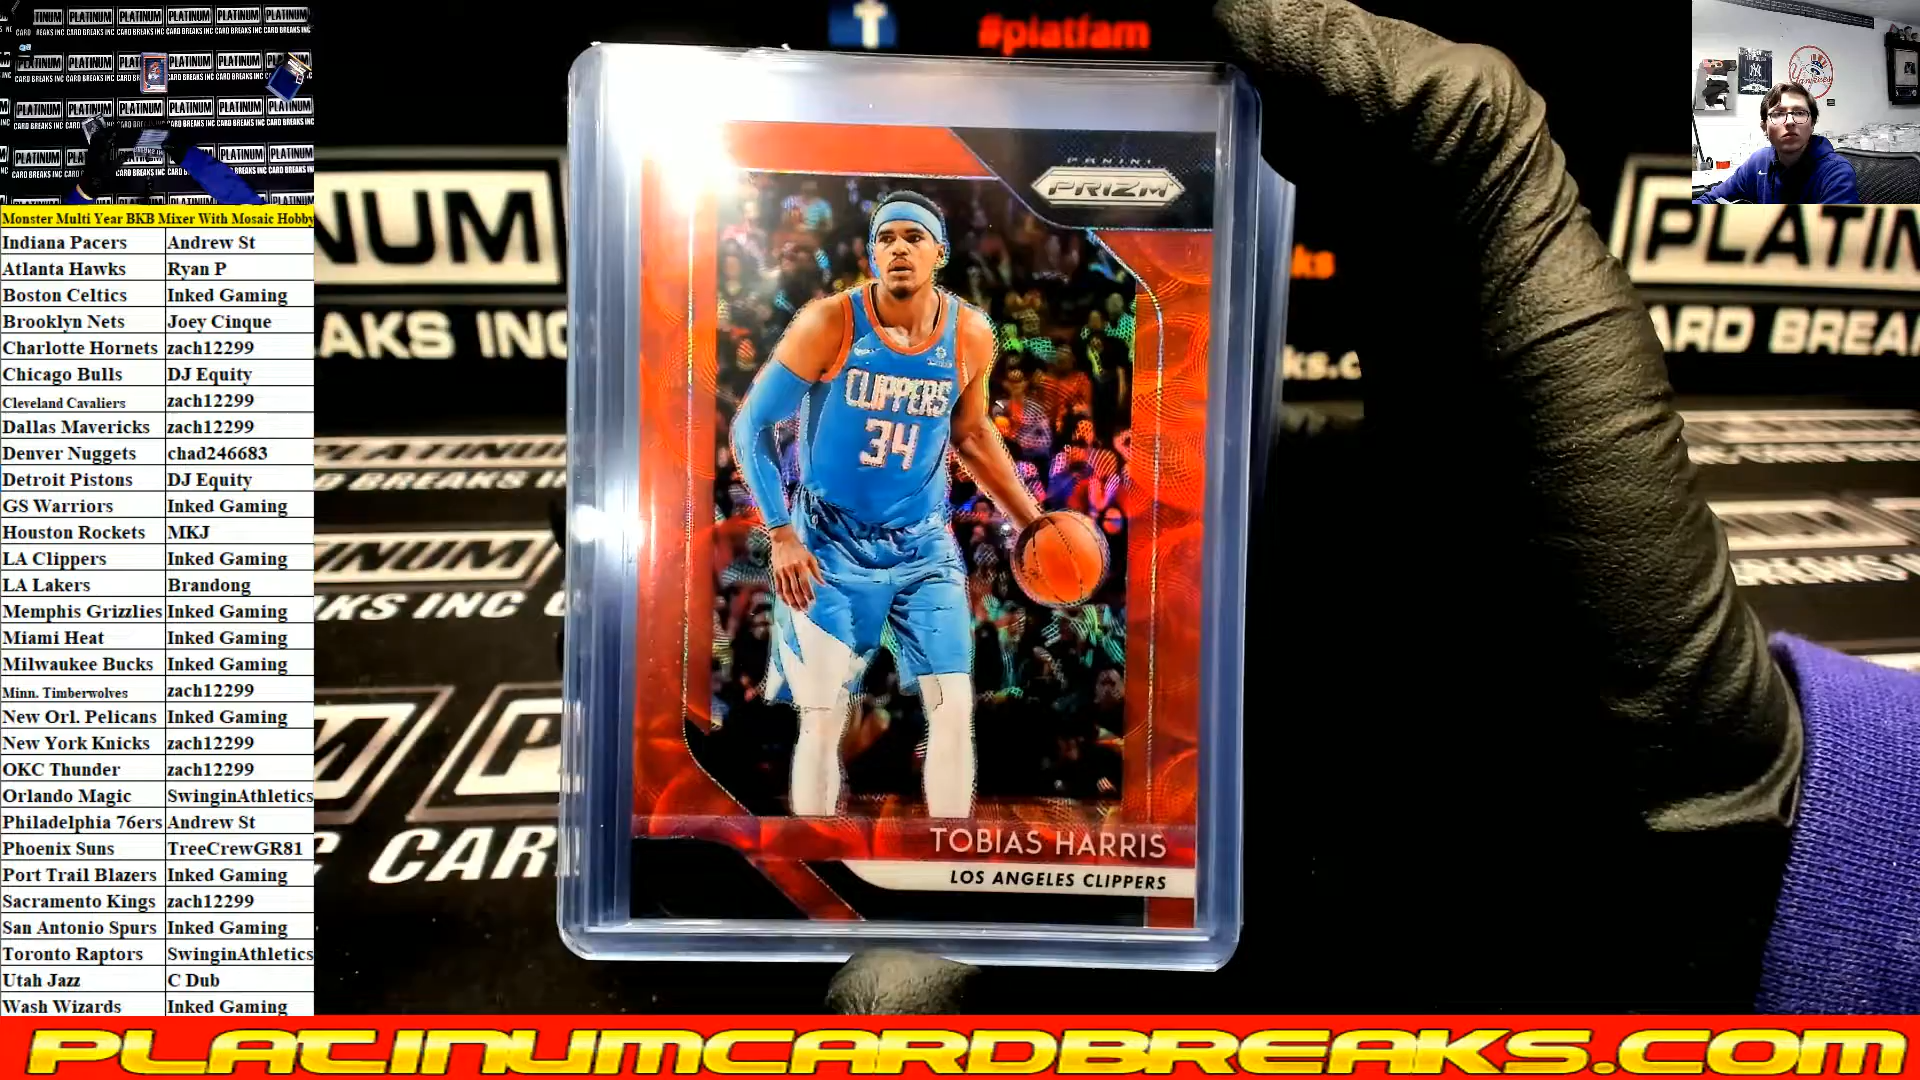 #platfam
PANINI
PRIZM
CLIPPERS
34
TOBIAS HARRIS
LOS ANGELES CLIPPERS
PLATINUM
CARD BREAKS INC
Monster Multi Year BKB Mixer With Mosaic Hobby
Indiana Pacers Andrew St
Atlanta Hawks Ryan P
Boston Celtics Inked Gaming
Brooklyn Nets Joey Cinque
Charlotte Hornets zach12299
Chicago Bulls DJ Equity
Cleveland Cavaliers zach12299
Dallas Mavericks zach12299
Denver Nuggets chad246683
Detroit Pistons DJ Equity
GS Warriors Inked Gaming
Houston Rockets MKJ
LA Clippers Inked Gaming
LA Lakers Brandong
Memphis Grizzlies Inked Gaming
Miami Heat Inked Gaming
Milwaukee Bucks Inked Gaming
Minn. Timberwolves zach12299
New Orl. Pelicans Inked Gaming
New York Knicks zach12299
OKC Thunder zach12299
Orlando Magic SwinginAthletics
Philadelphia 76ers Andrew St
Phoenix Suns TreeCrewGR81
Port Trail Blazers Inked Gaming
Sacramento Kings zach12299
San Antonio Spurs Inked Gaming
Toronto Raptors SwinginAthletics
Utah Jazz C Dub
Wash Wizards Inked Gaming
PLATINUMCARDBREAKS.COM